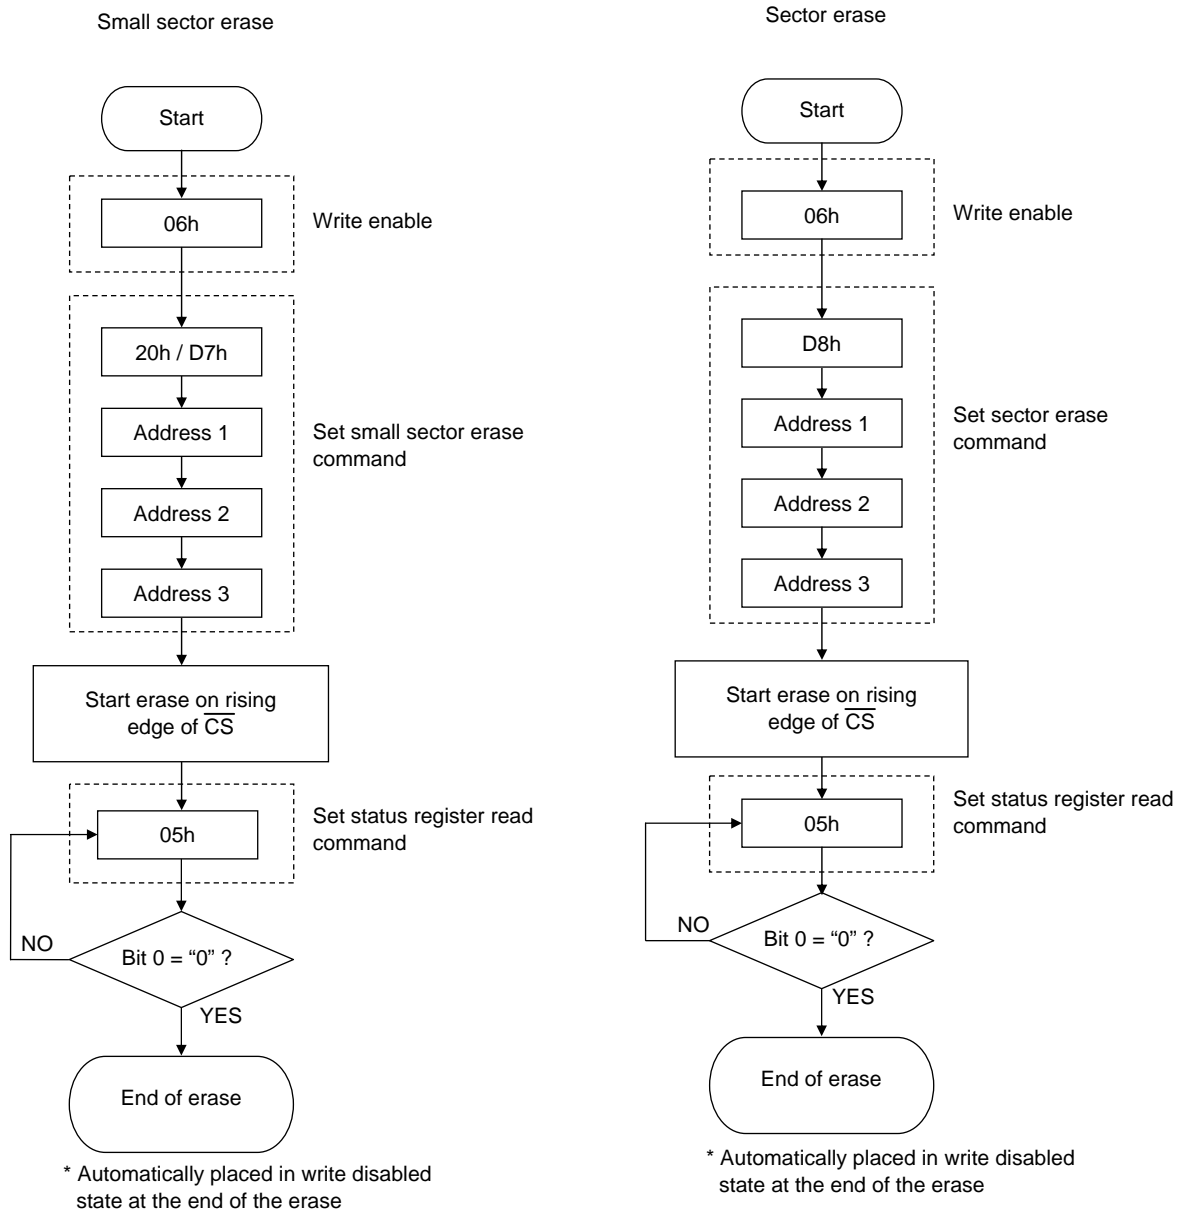 Small sector erase
Start
06h
Write enable
20h / D7h
Address 1
Set small sector erase
command
Address 2
Address 3
Start erase on rising
edge of C̅S̅
05h
Set status register read
command
NO
Bit 0 = “0” ?
YES
End of erase
* Automatically placed in write disabled
state at the end of the erase
Sector erase
Start
06h
Write enable
D8h
Address 1
Set sector erase
command
Address 2
Address 3
Start erase on rising
edge of C̅S̅
05h
Set status register read
command
NO
Bit 0 = “0” ?
YES
End of erase
* Automatically placed in write disabled
state at the end of the erase